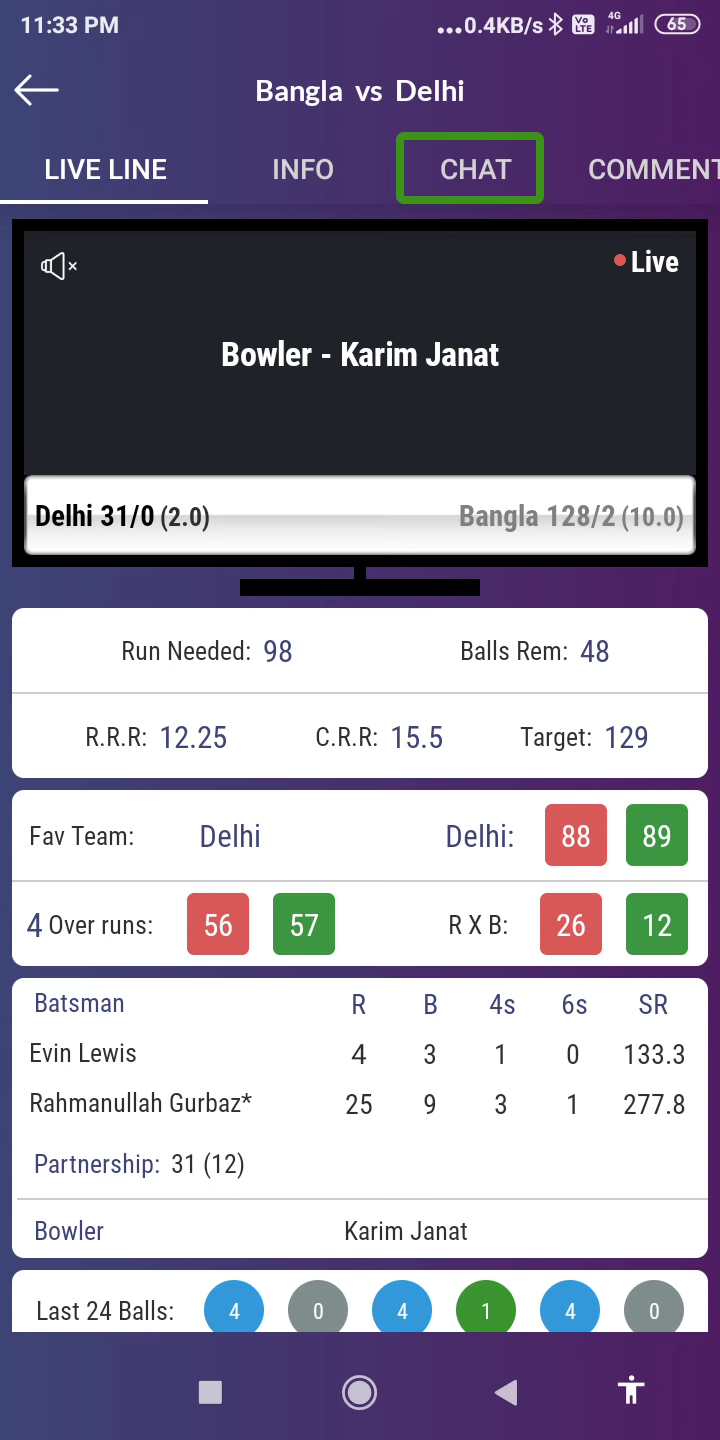 11:33 PM ...0.4KB/s Vo LTE 4G 65
Bangla vs Delhi
LIVE LINE INFO CHAT COMMENT
Live
Bowler - Karim Janat
Delhi 31/0 (2.0) Bangla 128/2 (10.0)
Run Needed: 98 Balls Rem: 48
R.R.R: 12.25 C.R.R: 15.5 Target: 129
Fav Team: Delhi Delhi: 88 89
4 Over runs: 56 57 R X B: 26 12
Batsman R B 4s 6s SR
Evin Lewis 4 3 1 0 133.3
Rahmanullah Gurbaz* 25 9 3 1 277.8
Partnership: 31 (12)
Bowler Karim Janat
Last 24 Balls: 4 0 4 1 4 0